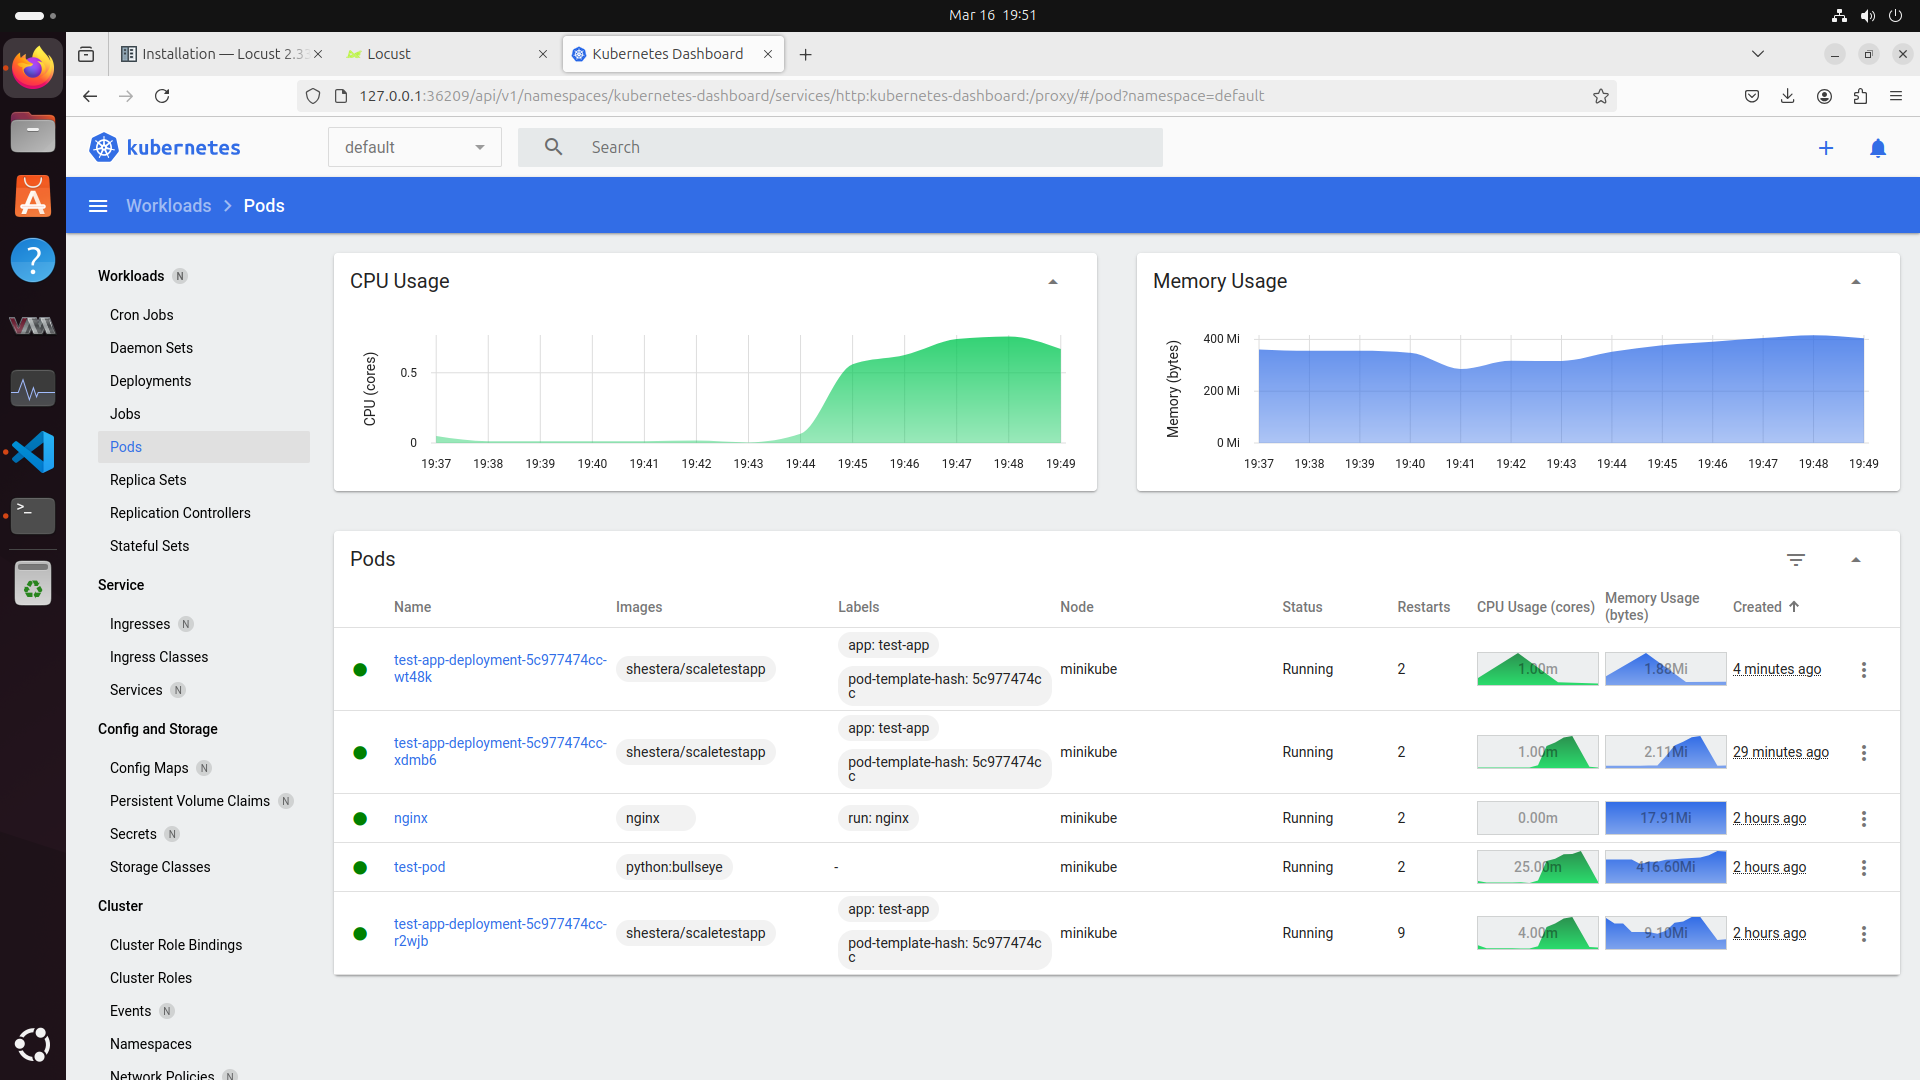 Mar 16 19:51
Installation — Locust 2.33
Locust
Kubernetes Dashboard
127.0.0.1:36209/api/v1/namespaces/kubernetes-dashboard/services/http:kubernetes-dashboard:/proxy/#/pod?namespace=default
kubernetes
default
Search
Workloads
Pods
Workloads N
Cron Jobs
Daemon Sets
Deployments
Jobs
Pods
Replica Sets
Replication Controllers
Stateful Sets
Service
Ingresses N
Ingress Classes
Services N
Config and Storage
Config Maps N
Persistent Volume Claims N
Secrets N
Storage Classes
Cluster
Cluster Role Bindings
Cluster Roles
Events N
Namespaces
Network Policies N
CPU Usage
CPU (cores)
0.5
0
19:37 19:38 19:39 19:40 19:41 19:42 19:43 19:44 19:45 19:46 19:47 19:48 19:49
Memory Usage
Memory (bytes)
400 Mi
200 Mi
0 Mi
19:37 19:38 19:39 19:40 19:41 19:42 19:43 19:44 19:45 19:46 19:47 19:48 19:49
Pods
Name Images Labels Node Status Restarts CPU Usage (cores) Memory Usage (bytes) Created
test-app-deployment-5c977474cc-
wt48k
shestera/scaletestapp
app: test-app
pod-template-hash: 5c977474c
c
minikube Running 2 1.00m 1.88Mi 4 minutes ago
test-app-deployment-5c977474cc-
xdmb6
shestera/scaletestapp
app: test-app
pod-template-hash: 5c977474c
c
minikube Running 2 1.00m 2.11Mi 29 minutes ago
nginx nginx run: nginx minikube Running 2 0.00m 17.91Mi 2 hours ago
test-pod python:bullseye - minikube Running 2 25.00m 416.60Mi 2 hours ago
test-app-deployment-5c977474cc-
r2wjb
shestera/scaletestapp
app: test-app
pod-template-hash: 5c977474c
c
minikube Running 9 4.00m 9.10Mi 2 hours ago